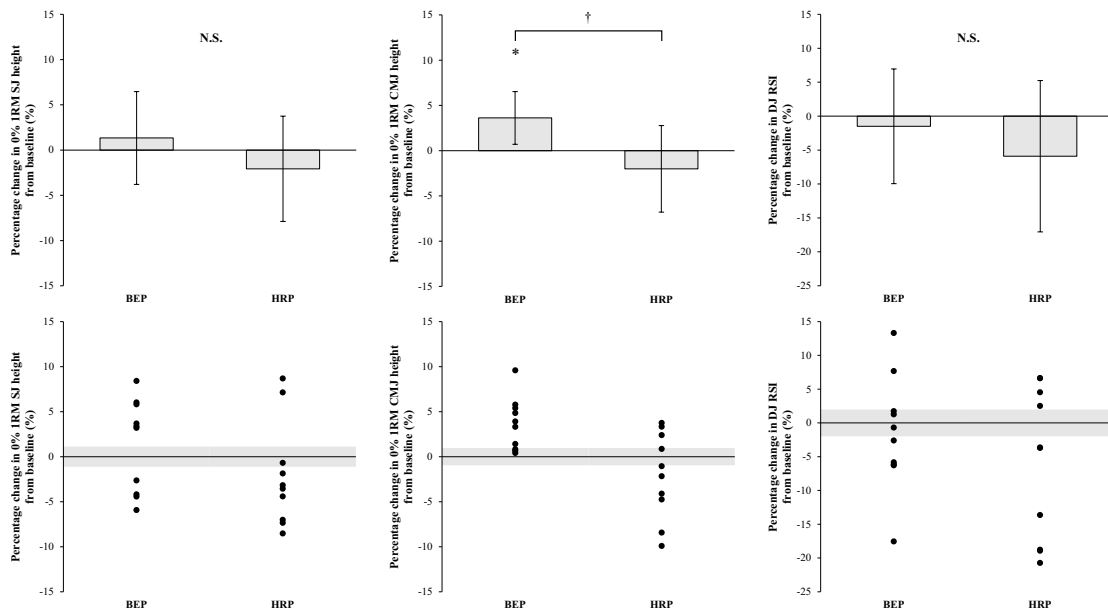 Percentage change in 0% 1RM SJ height
from baseline (%)
15
10
5
0
-5
-10
-15
N.S.
BEP
HRP
Percentage change in 0% 1RM CMJ height
from baseline (%)
15
10
5
0
-5
-10
-15
†
*
BEP
HRP
Percentage change in DJ RSI
from baseline (%)
15
10
5
0
-5
-10
-15
-20
-25
N.S.
BEP
HRP
Percentage change in 0% 1RM SJ height
from baseline (%)
15
10
5
0
-5
-10
-15
BEP
HRP
Percentage change in 0% 1RM CMJ height
from baseline (%)
15
10
5
0
-5
-10
-15
BEP
HRP
Percentage change in DJ RSI
from baseline (%)
15
10
5
0
-5
-10
-15
-20
-25
BEP
HRP